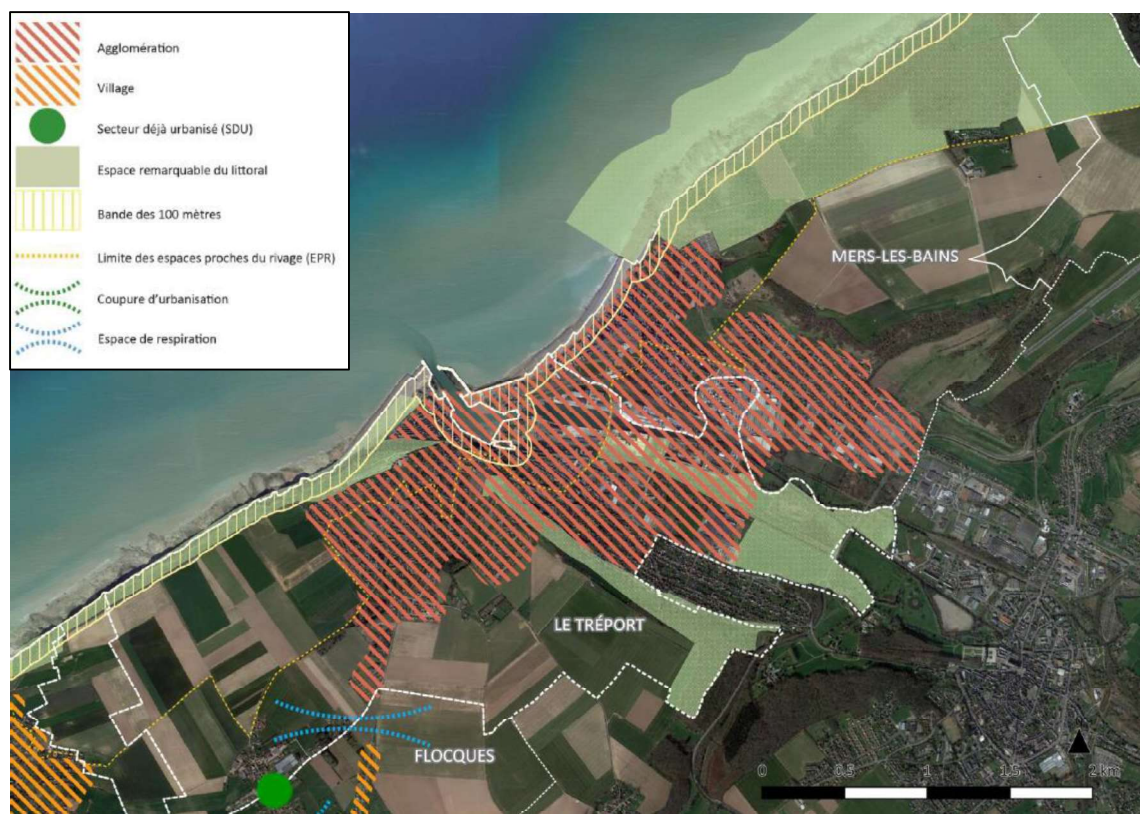 Agglomération
Village
Secteur déjà urbanisé (SDU)
Espace remarquable du littoral
Bande des 100 mètres
Limite des espaces proches du rivage (EPR)
Coupure d'urbanisation
Espace de respiration
MERS-LES-BAINS
LE TRÉPORT
FLOCQUES
0 0.5 1 1.5 2 km